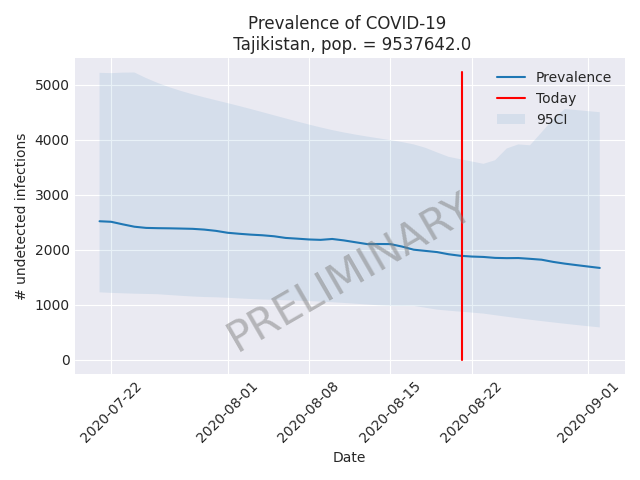 Prevalence of COVID-19
Tajikistan, pop. = 9537642.0
5000
4000
3000
2000
1000
0
# undetected infections
Prevalence
Today
95CI
PRELIMINARY
2020-07-22
2020-08-01
2020-08-08
2020-08-15
2020-08-22
2020-09-01
Date